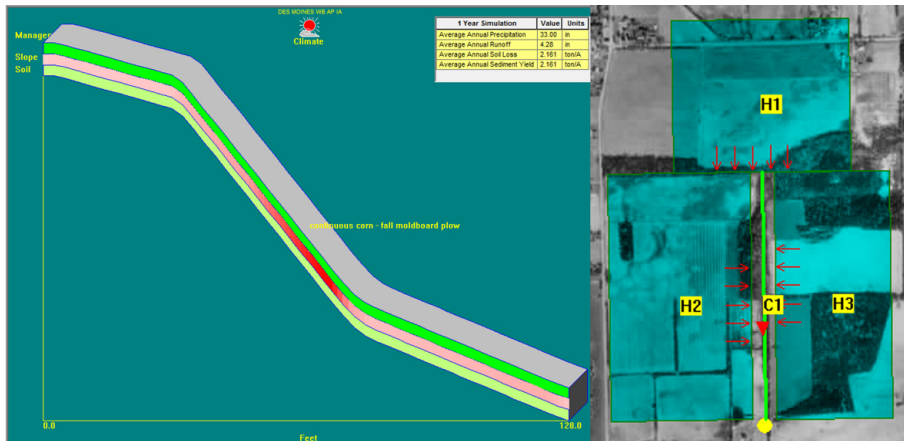 DES MOINES WB AP IA
Climate
1 Year Simulation Value Units
Average Annual Precipitation 33.00 in
Average Annual Runoff 4.28 in
Average Annual Soil Loss 2.161 ton/A
Average Annual Sediment Yield 2.161 ton/A
Manager
Slope
Soil
continuous corn - fall moldboard plow
0.0
128.0
Feet
H1
H2
C1
H3